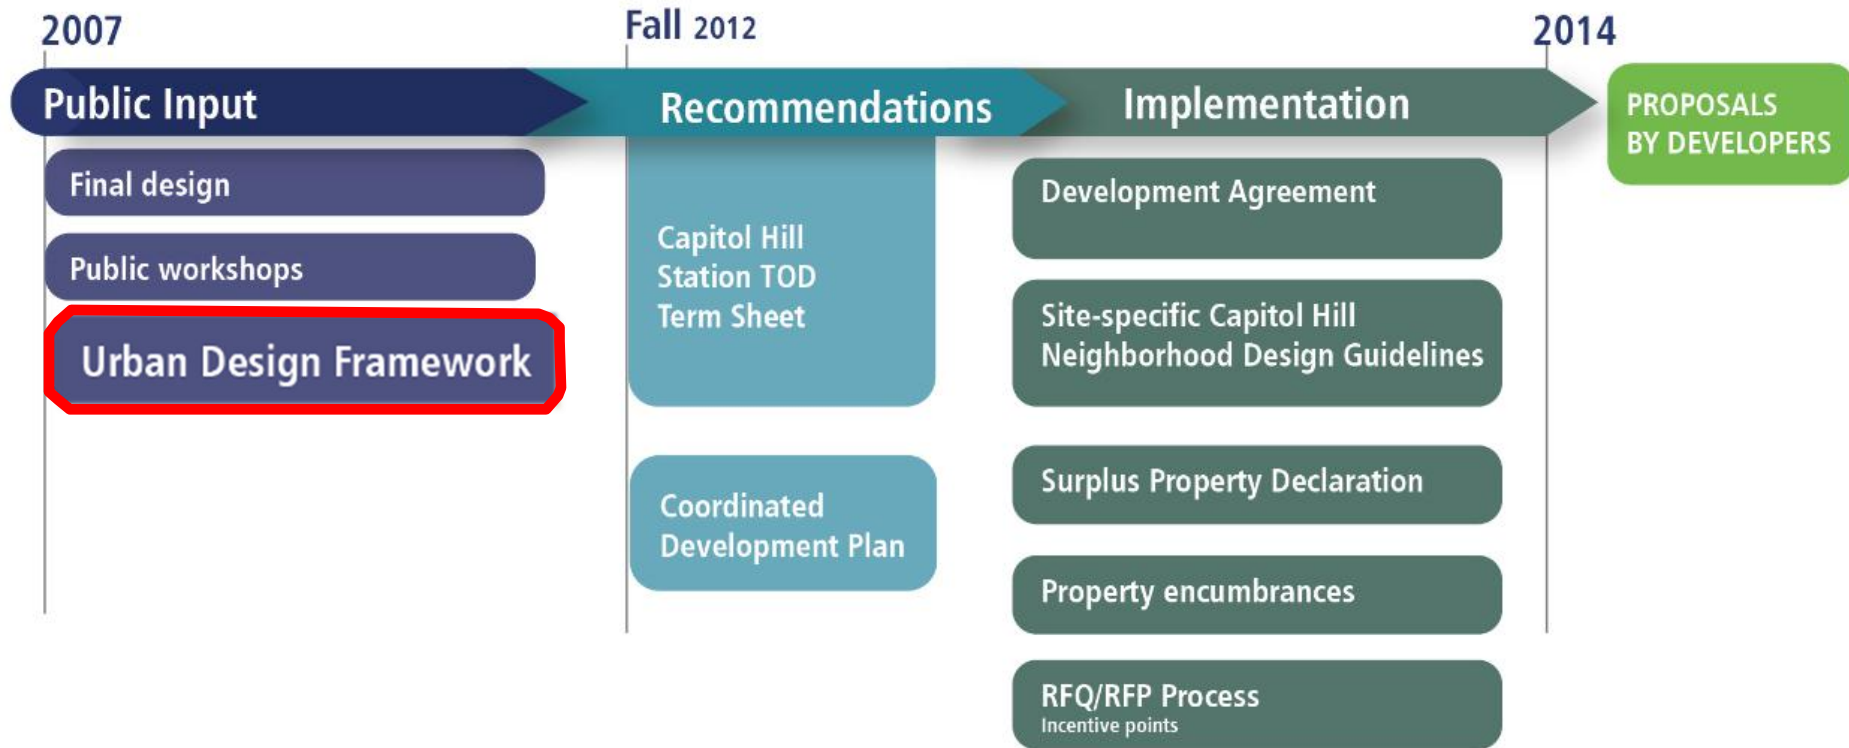 2007
Fall 2012
2014
Public Input
Recommendations
Implementation
PROPOSALS
BY DEVELOPERS
Final design
Public workshops
Urban Design Framework
Capitol Hill
Station TOD
Term Sheet
Coordinated
Development Plan
Development Agreement
Site-specific Capitol Hill
Neighborhood Design Guidelines
Surplus Property Declaration
Property encumbrances
RFQ/RFP Process
Incentive points